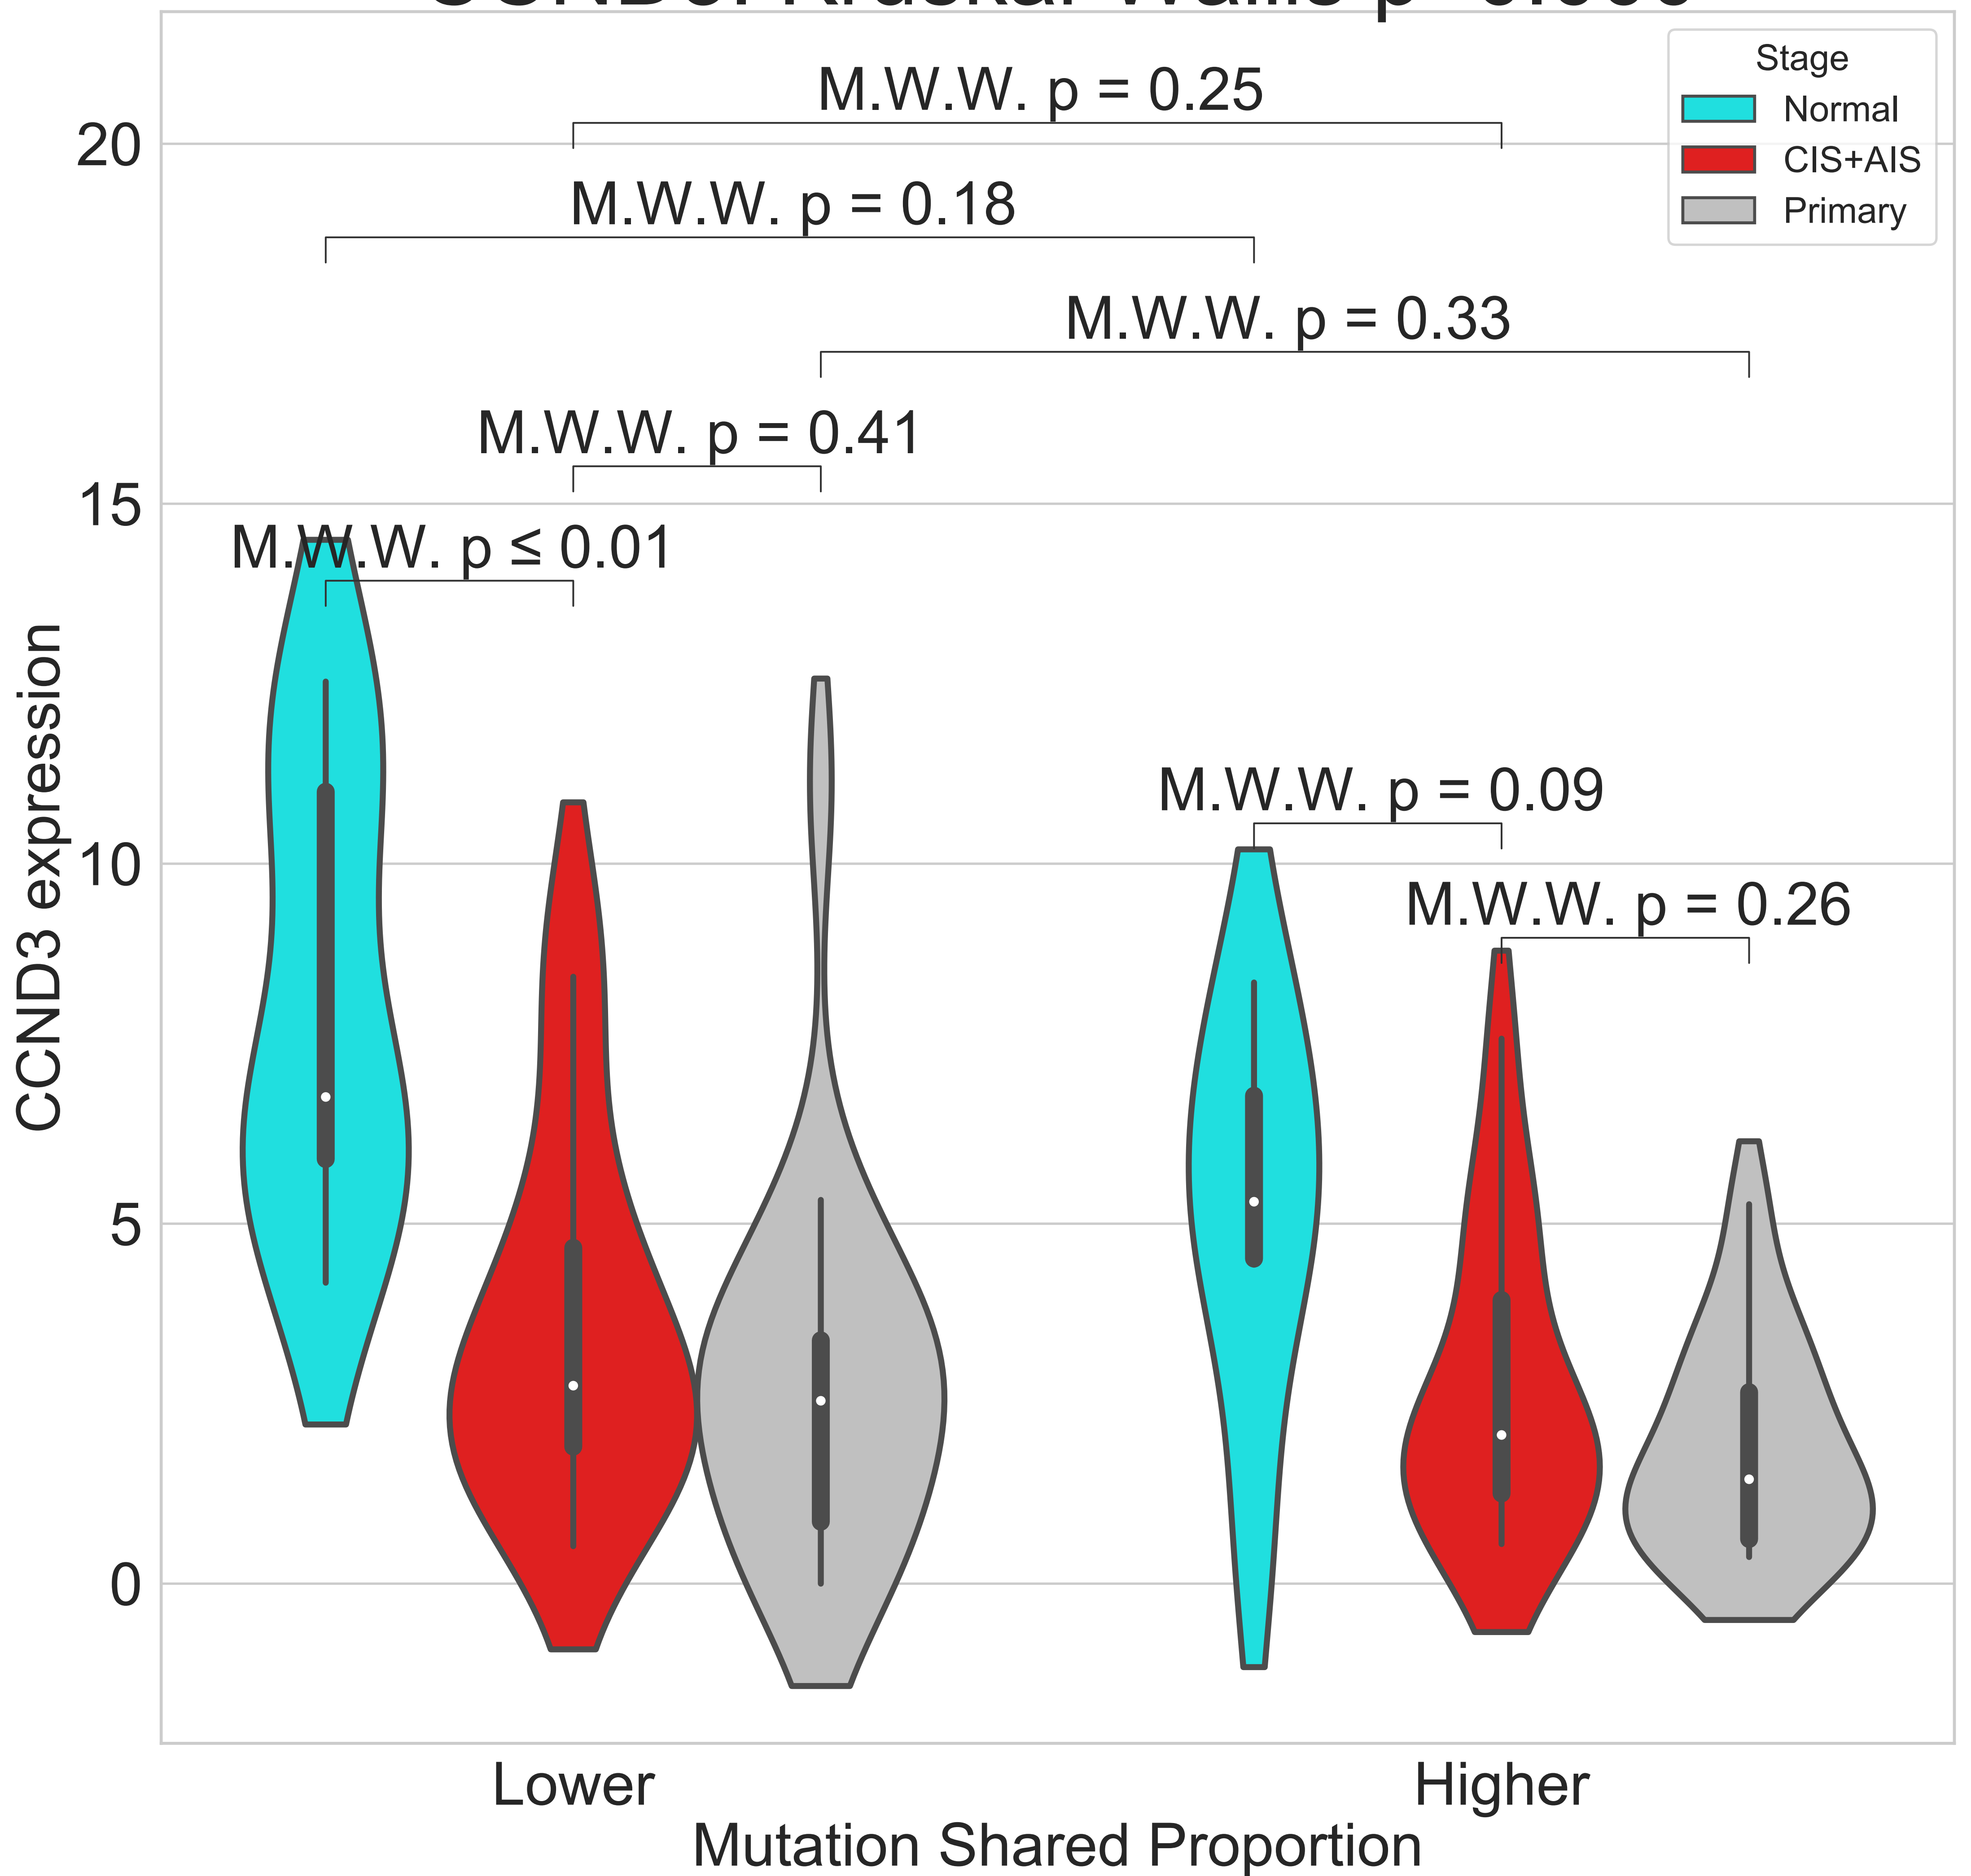 Stage
Normal
CIS+AIS
Primary
M.W.W. p = 0.25
M.W.W. p = 0.18
M.W.W. p = 0.33
M.W.W. p = 0.41
M.W.W. p ≤ 0.01
M.W.W. p = 0.09
M.W.W. p = 0.26
20
15
10
5
0
CCND3 expression
Lower
Higher
Mutation Shared Proportion